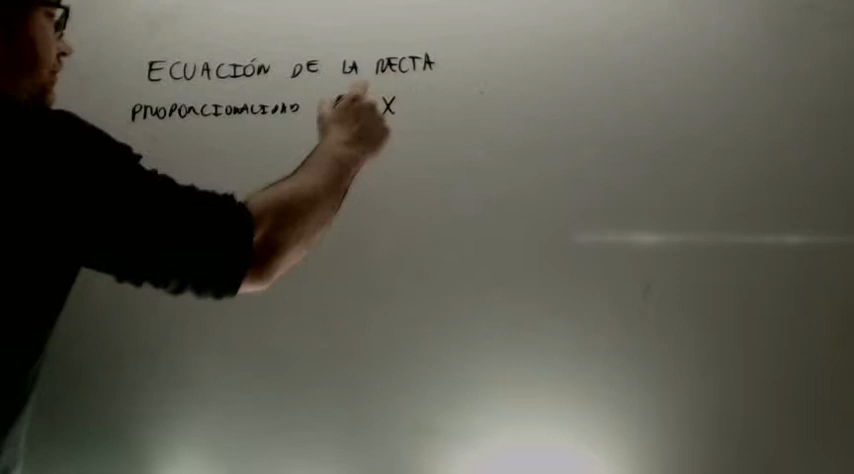 ECUACIÓN DE LA RECTA
PROPORCIONALIDAD X